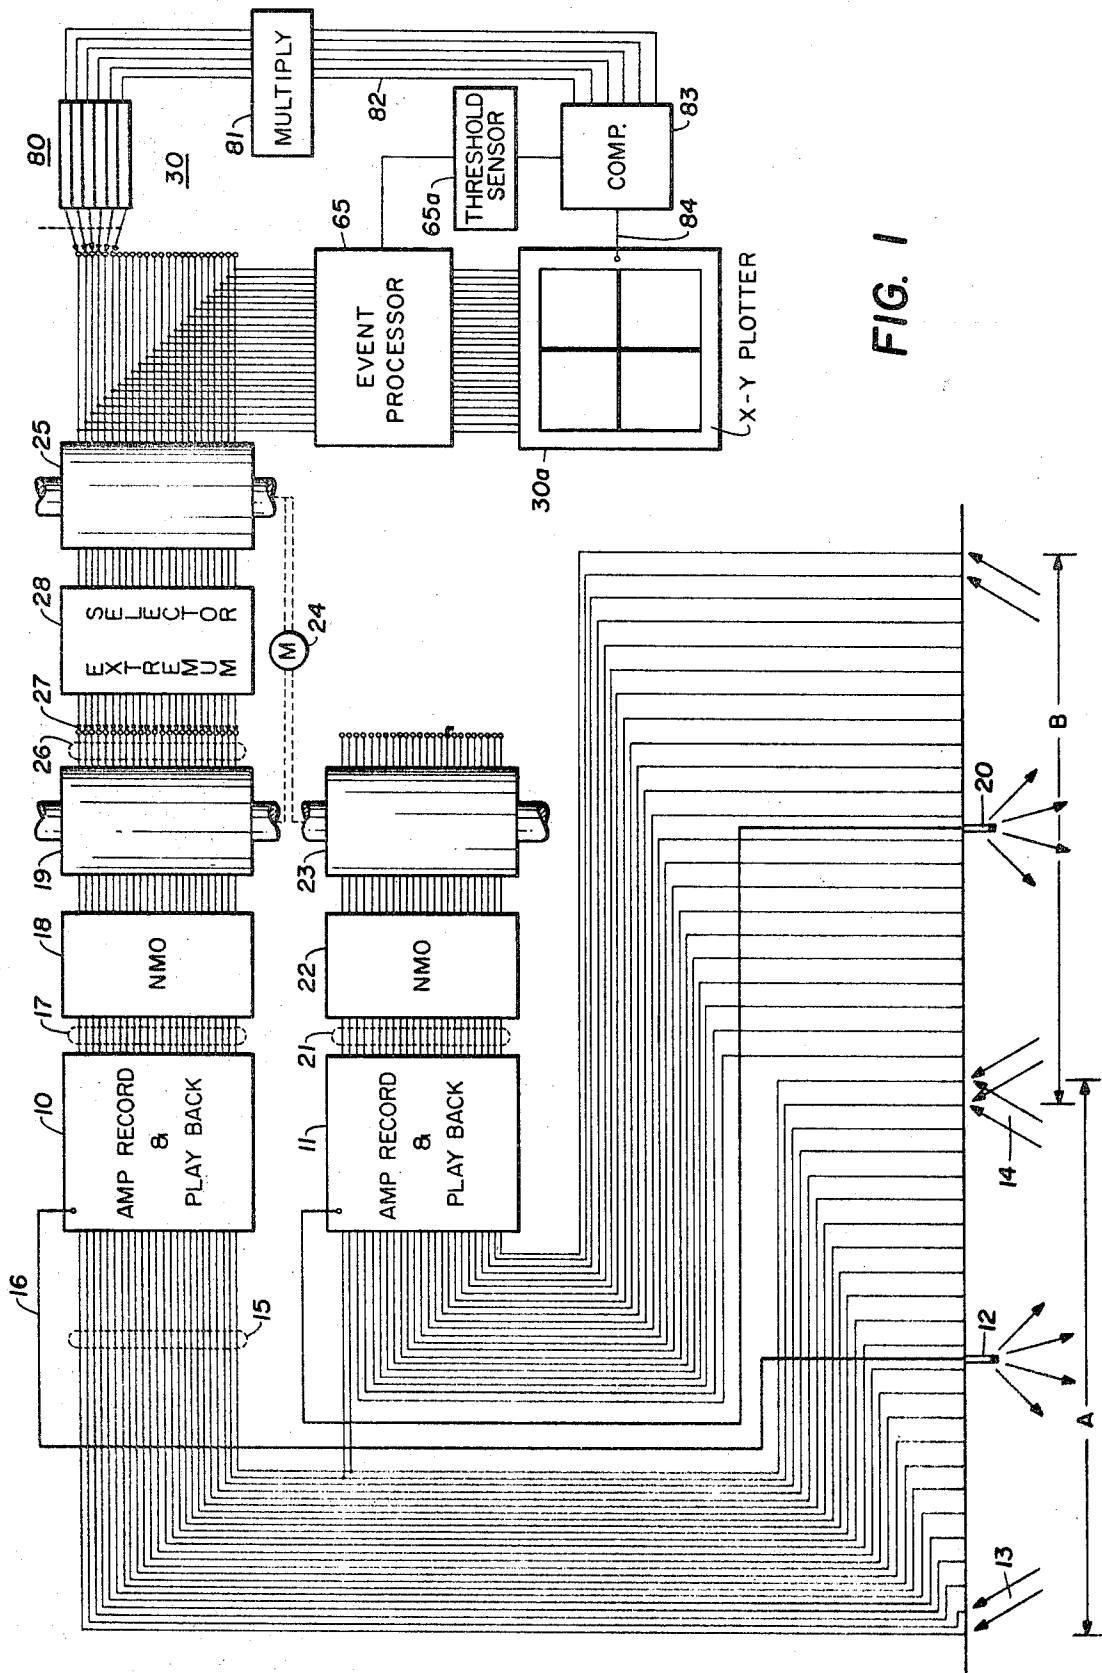 80
30
81
MULTIPLY
82
83
COMP.
65a
THRESHOLD
SENSOR
65
EVENT
PROCESSOR
84
30a
X-Y PLOTTER
FIG. 1
25
28
EXTREMUM
SELECTOR
27
26
24
M
19
23
18
NMO
22
NMO
17
21
10
AMP RECORD
&
PLAY BACK
11
AMP RECORD
&
PLAY BACK
16
15
20
B
14
12
A
13